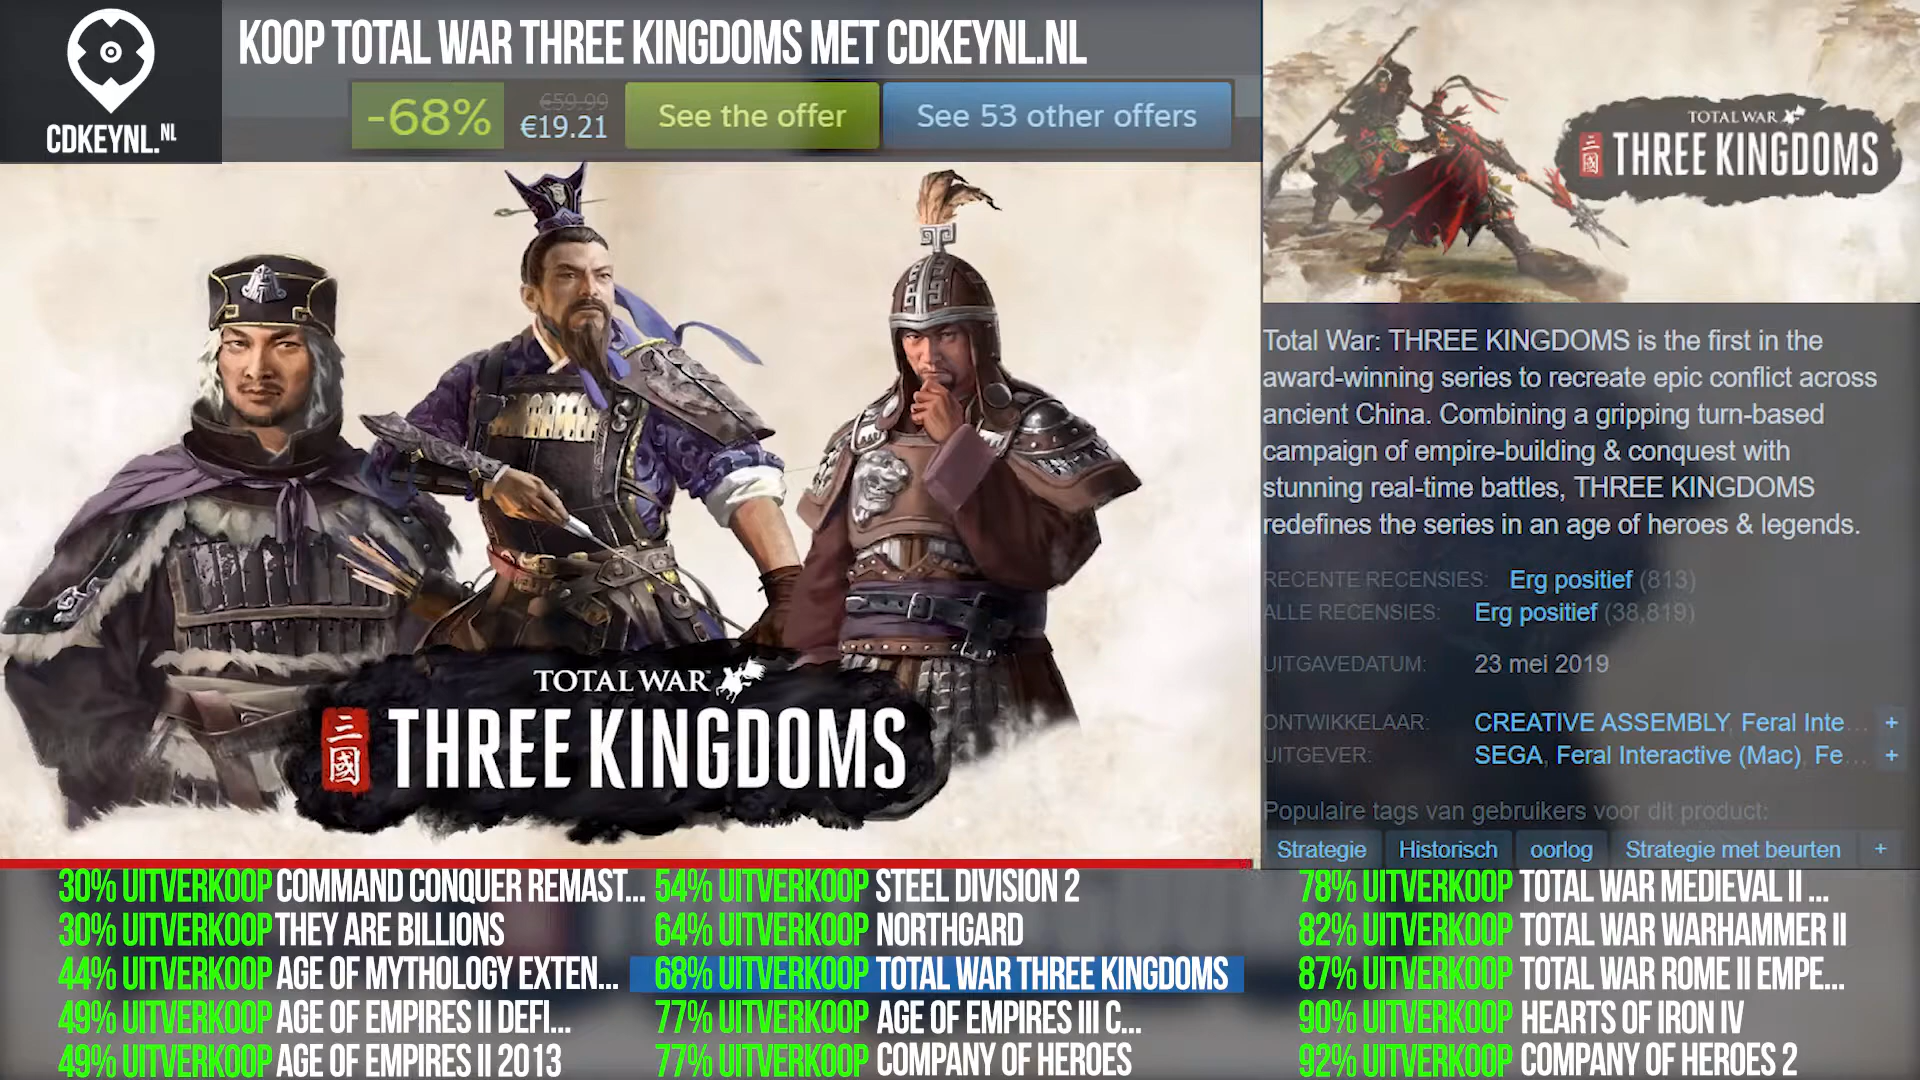 CDKEYNL.NL
KOOP TOTAL WAR THREE KINGDOMS MET CDKEYNL.NL
-68%
€59.99
€19.21
See the offer
See 53 other offers
TOTAL WAR
三國
THREE KINGDOMS
TOTAL WAR
三國
THREE KINGDOMS
Total War: THREE KINGDOMS is the first in the
award-winning series to recreate epic conflict across
ancient China. Combining a gripping turn-based
campaign of empire-building & conquest with
stunning real-time battles, THREE KINGDOMS
redefines the series in an age of heroes & legends.
RECENTE RECENSIES: Erg positief (813)
ALLE RECENSIES: Erg positief (38,819)
UITGAVEDATUM: 23 mei 2019
ONTWIKKELAAR: CREATIVE ASSEMBLY, Feral Inte... +
UITGEVER: SEGA, Feral Interactive (Mac), Fe... +
Populaire tags van gebruikers voor dit product:
Strategie Historisch oorlog Strategie met beurten +
30% UITVERKOOP COMMAND CONQUER REMAST...
30% UITVERKOOP THEY ARE BILLIONS
44% UITVERKOOP AGE OF MYTHOLOGY EXTEN...
49% UITVERKOOP AGE OF EMPIRES II DEFI...
49% UITVERKOOP AGE OF EMPIRES II 2013
54% UITVERKOOP STEEL DIVISION 2
64% UITVERKOOP NORTHGARD
68% UITVERKOOP TOTAL WAR THREE KINGDOMS
77% UITVERKOOP AGE OF EMPIRES III C...
77% UITVERKOOP COMPANY OF HEROES
78% UITVERKOOP TOTAL WAR MEDIEVAL II ...
82% UITVERKOOP TOTAL WAR WARHAMMER II
87% UITVERKOOP TOTAL WAR ROME II EMPE...
90% UITVERKOOP HEARTS OF IRON IV
92% UITVERKOOP COMPANY OF HEROES 2